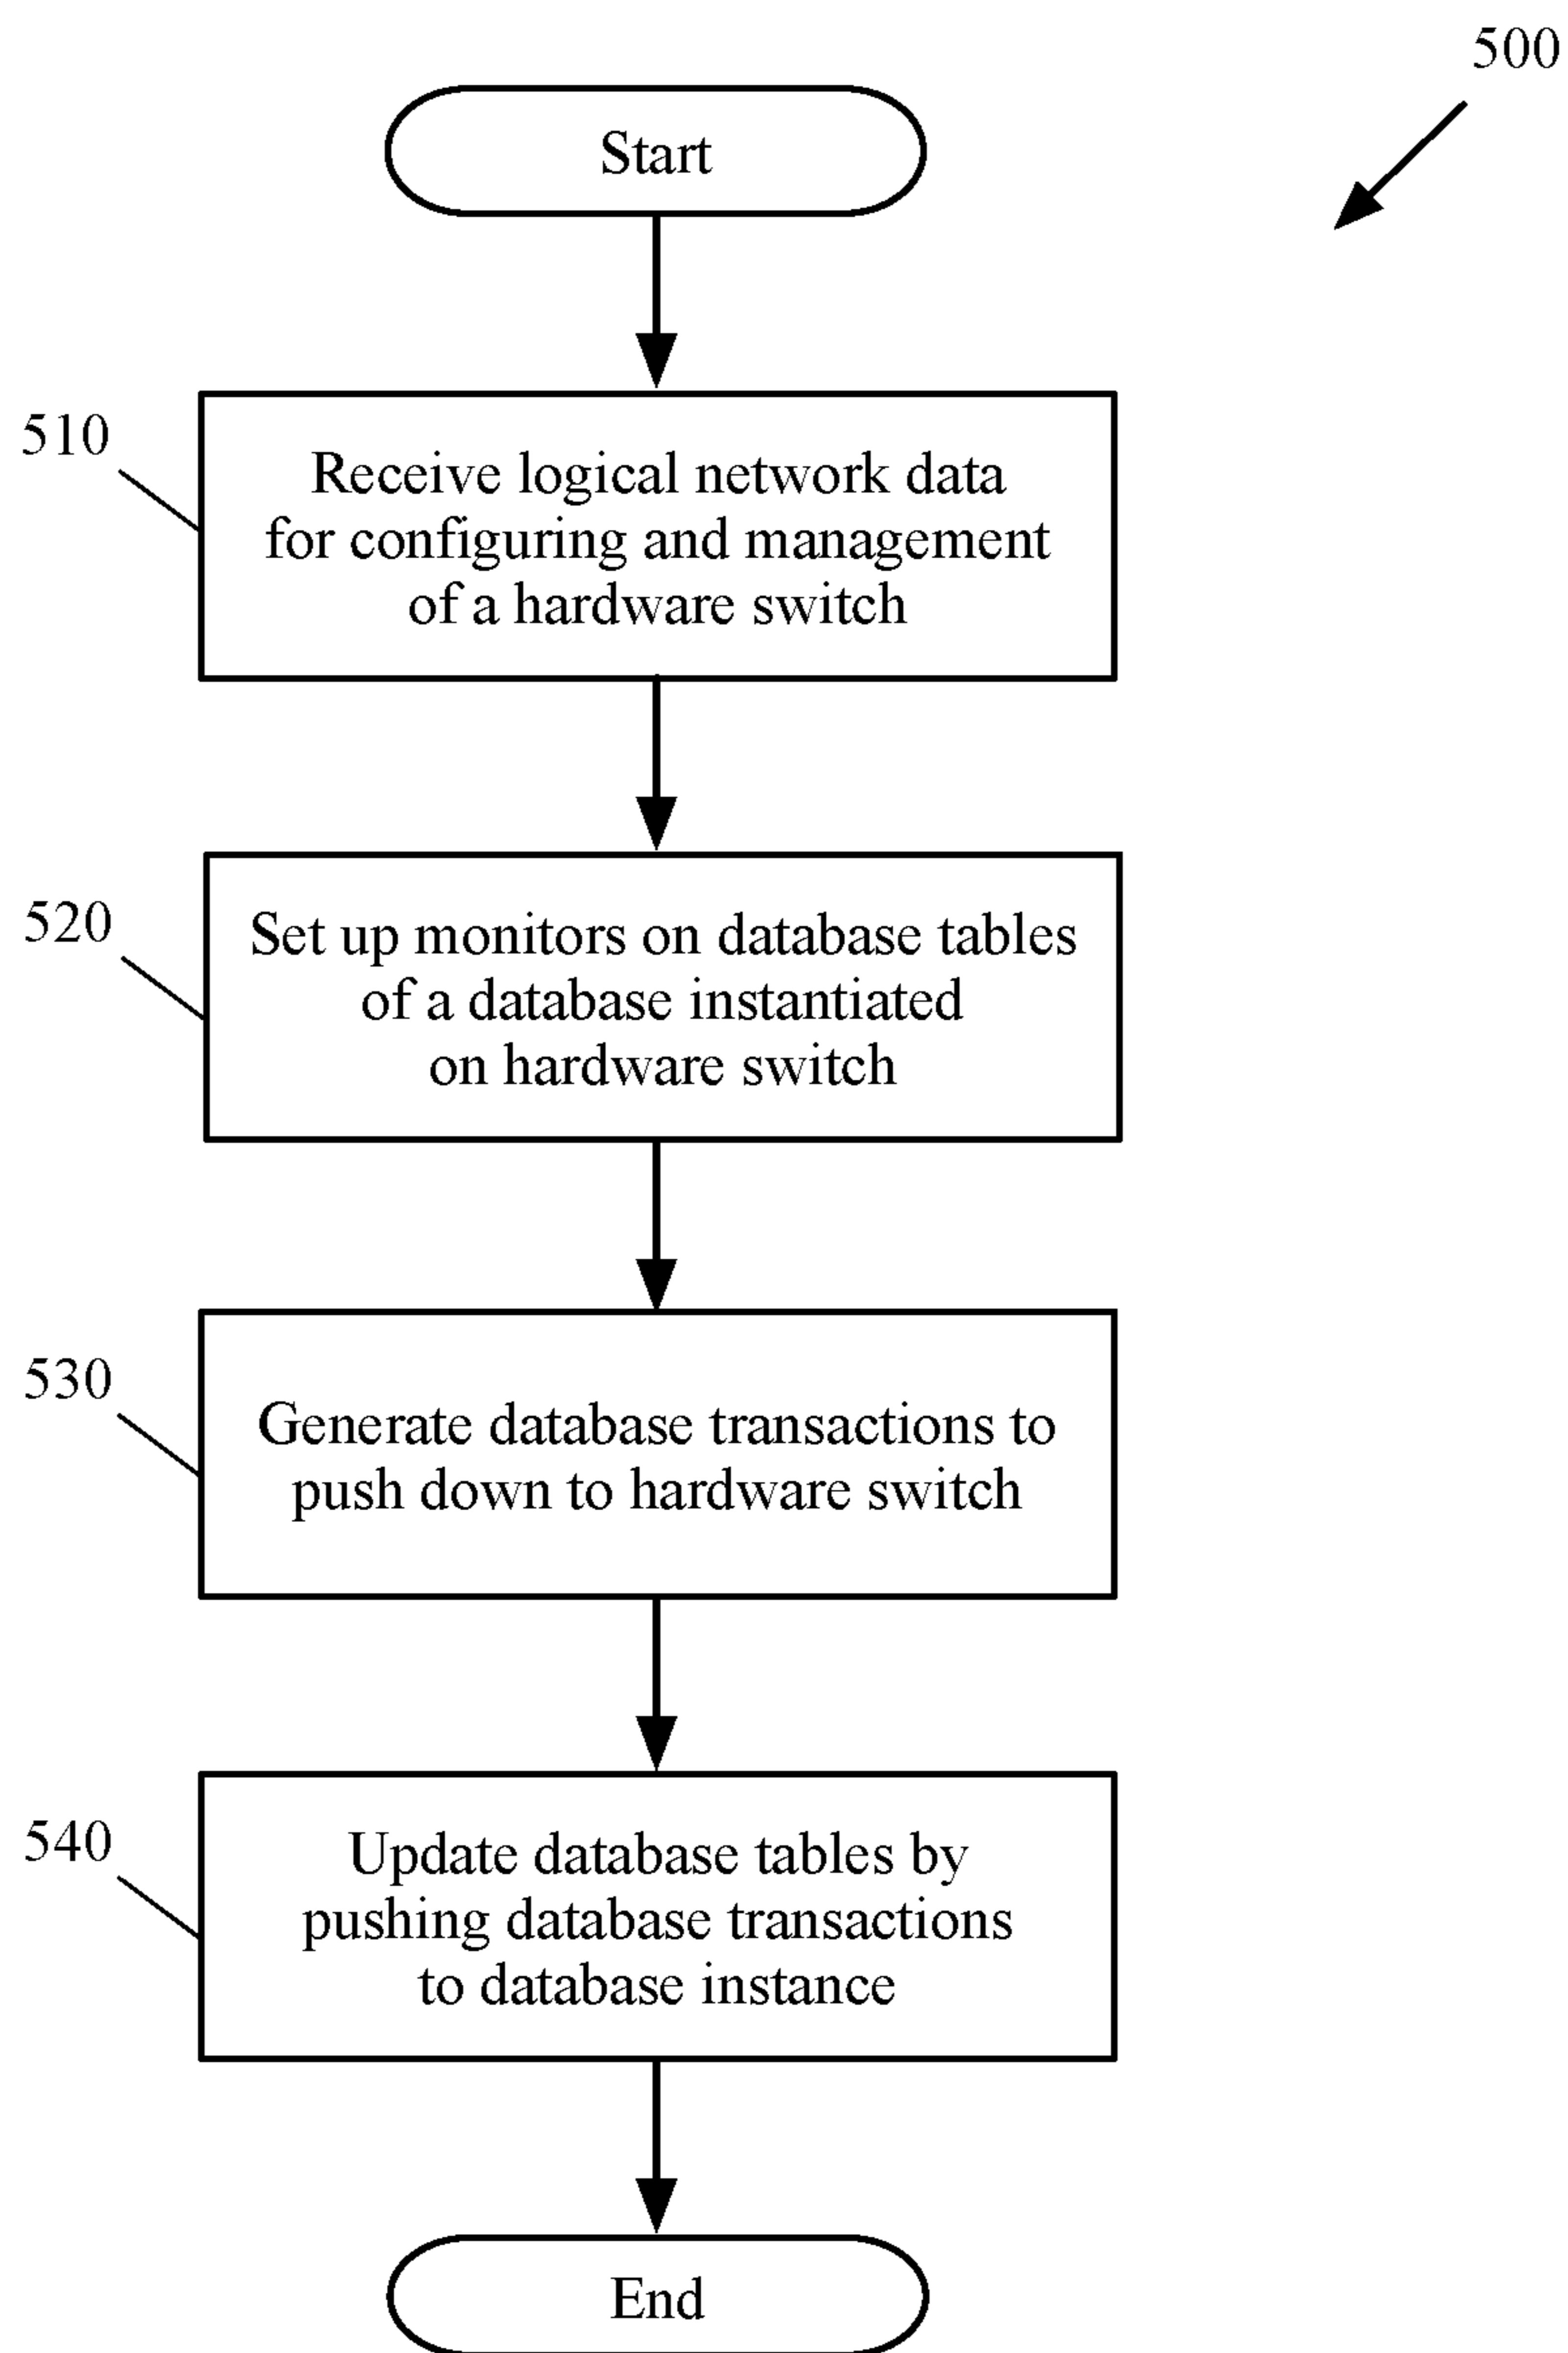 500
Start
510
Receive logical network data
for configuring and management
of a hardware switch
520
Set up monitors on database tables
of a database instantiated
on hardware switch
530
Generate database transactions to
push down to hardware switch
540
Update database tables by
pushing database transactions
to database instance
End